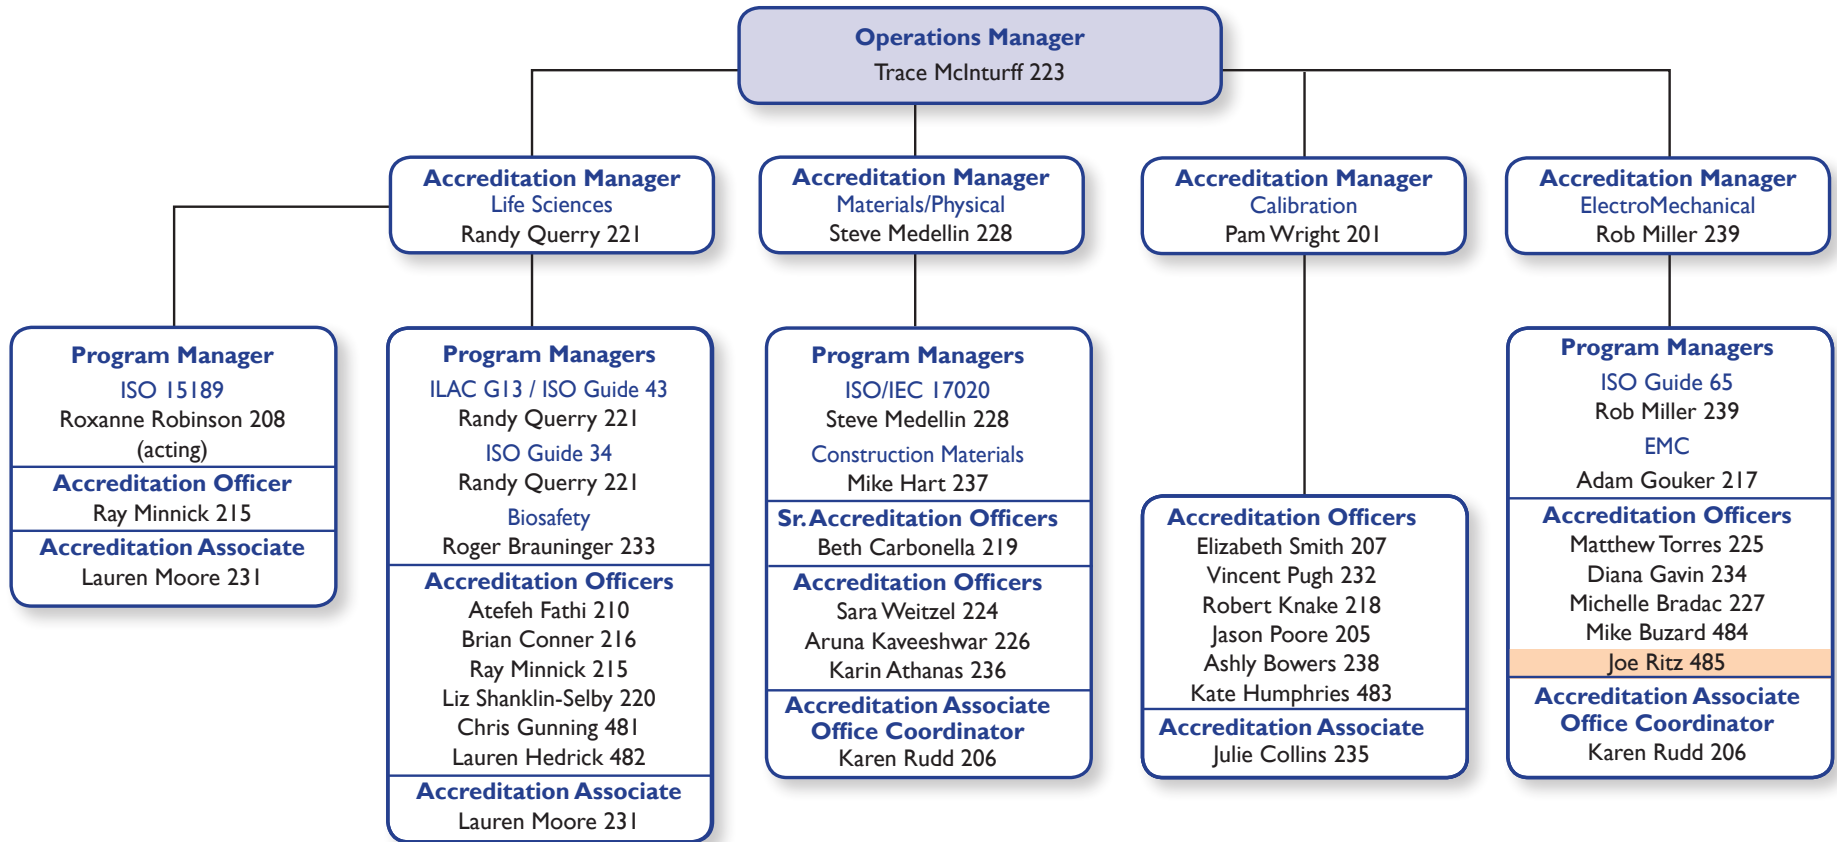 Operations Manager
Trace McInturff 223
Accreditation Manager
Life Sciences
Randy Querry 221
Accreditation Manager
Materials/Physical
Steve Medellin 228
Accreditation Manager
Calibration
Pam Wright 201
Accreditation Manager
ElectroMechanical
Rob Miller 239
Program Manager
ISO 15189
Roxanne Robinson 208
(acting)
Accreditation Officer
Ray Minnick 215
Accreditation Associate
Lauren Moore 231
Program Managers
ILAC G13 / ISO Guide 43
Randy Querry 221
ISO Guide 34
Randy Querry 221
Biosafety
Roger Brauninger 233
Accreditation Officers
Atefeh Fathi 210
Brian Conner 216
Ray Minnick 215
Liz Shanklin-Selby 220
Chris Gunning 481
Lauren Hedrick 482
Accreditation Associate
Lauren Moore 231
Program Managers
ISO/IEC 17020
Steve Medellin 228
Construction Materials
Mike Hart 237
Sr. Accreditation Officers
Beth Carbonella 219
Accreditation Officers
Sara Weitzel 224
Aruna Kaveeshwar 226
Karin Athanas 236
Accreditation Associate
Office Coordinator
Karen Rudd 206
Accreditation Officers
Elizabeth Smith 207
Vincent Pugh 232
Robert Knake 218
Jason Poore 205
Ashly Bowers 238
Kate Humphries 483
Accreditation Associate
Julie Collins 235
Program Managers
ISO Guide 65
Rob Miller 239
EMC
Adam Gouker 217
Accreditation Officers
Matthew Torres 225
Diana Gavin 234
Michelle Bradac 227
Mike Buzard 484
Joe Ritz 485
Accreditation Associate
Office Coordinator
Karen Rudd 206